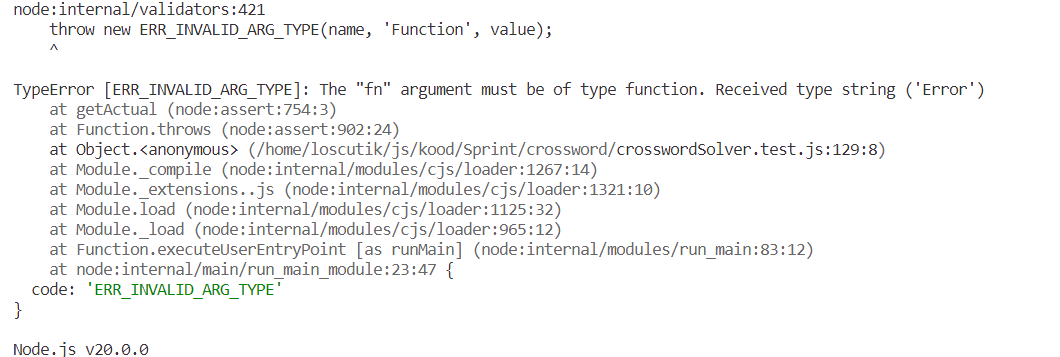 node:internal/validators:421
    throw new ERR_INVALID_ARG_TYPE(name, 'Function', value);
    ^

TypeError [ERR_INVALID_ARG_TYPE]: The "fn" argument must be of type function. Received type string ('Error')
    at getActual (node:assert:754:3)
    at Function.throws (node:assert:902:24)
    at Object.<anonymous> (/home/loscutik/js/kood/Sprint/crossword/crosswordSolver.test.js:129:8)
    at Module._compile (node:internal/modules/cjs/loader:1267:14)
    at Module._extensions..js (node:internal/modules/cjs/loader:1321:10)
    at Module.load (node:internal/modules/cjs/loader:1125:32)
    at Module._load (node:internal/modules/cjs/loader:965:12)
    at Function.executeUserEntryPoint [as runMain] (node:internal/modules/run_main:83:12)
    at node:internal/main/run_main_module:23:47 {
  code: 'ERR_INVALID_ARG_TYPE'
}

Node.js v20.0.0